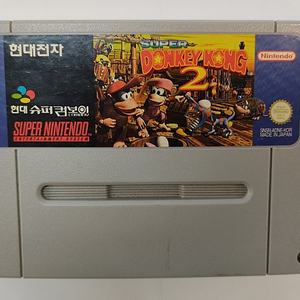 현대전자
SUPER
DONKEY KONG
2
Nintendo
현대 슈퍼컴보이
SUPER NINTENDO
ENTERTAINMENT SYSTEM
SNSN-ADNE-KOR
MADE IN JAPAN